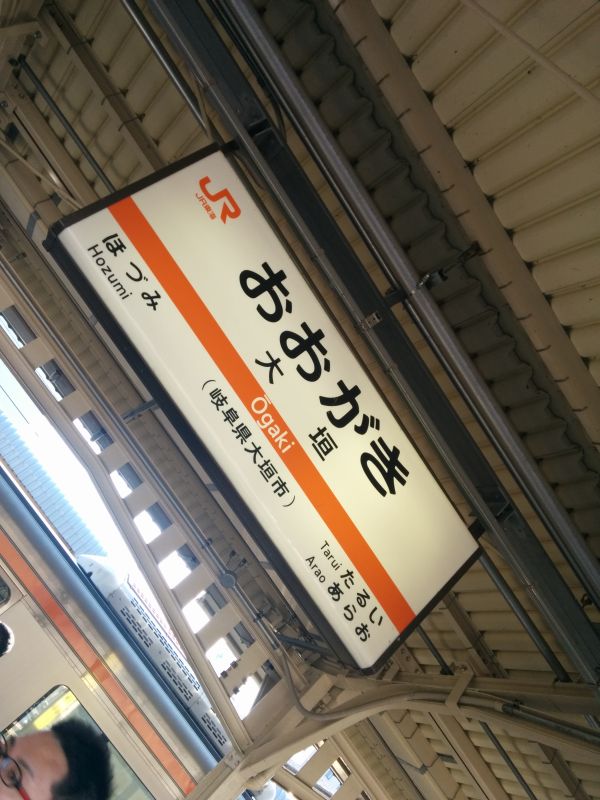 JR
JR東海
おおがき
大垣
Ōgaki
(岐阜県大垣市)
ほづみ
Hozumi
たるい
Tarui
あらお
Arao